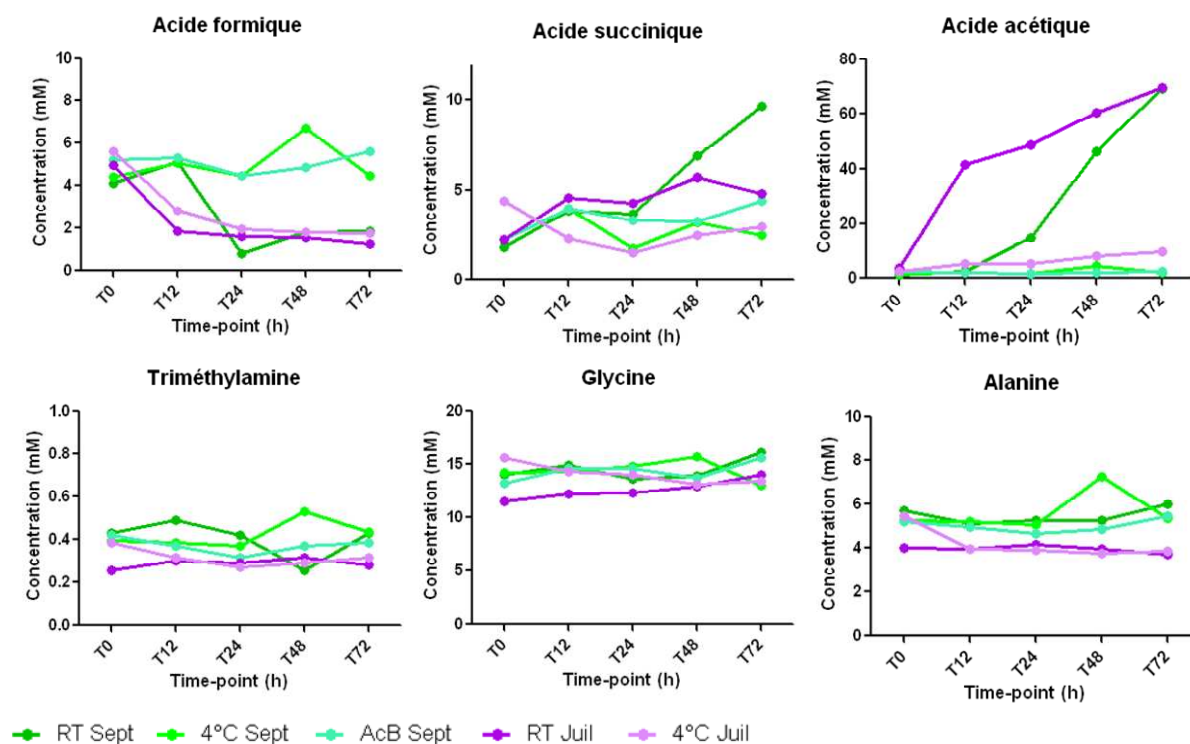 Acide formique
Concentration (mM)
10
8
6
4
2
0
T0 T12 T24 T48 T72
Time-point (h)
Acide succinique
Concentration (mM)
10
5
0
T0 T12 T24 T48 T72
Time-point (h)
Acide acétique
Concentration (mM)
80
60
40
20
0
T0 T12 T24 T48 T72
Time-point (h)
Triméthylamine
Concentration (mM)
1.0
0.8
0.6
0.4
0.2
0.0
T0 T12 T24 T48 T72
Time-point (h)
Glycine
Concentration (mM)
20
15
10
5
0
T0 T12 T24 T48 T72
Time-point (h)
Alanine
Concentration (mM)
10
8
6
4
2
0
T0 T12 T24 T48 T72
Time-point (h)
RT Sept 4°C Sept AcB Sept RT Juil 4°C Juil